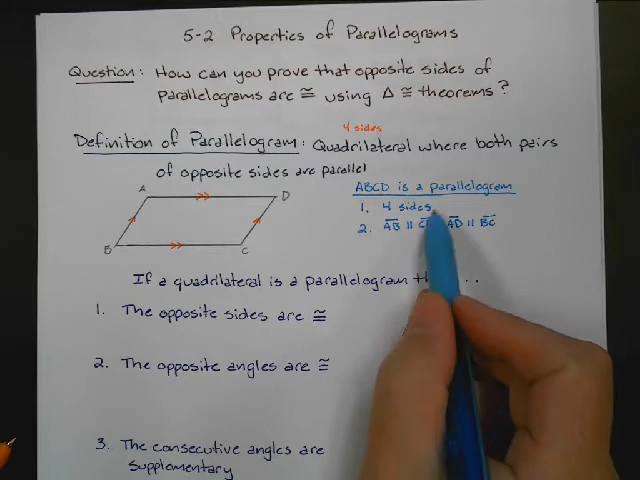 5-2 Properties of Parallelograms
Question: How can you prove that opposite sides of
parallelograms are ≅ using Δ ≅ theorems?
4 sides
Definition of Parallelogram: Quadrilateral where both pairs
of opposite sides are parallel
ABCD is a parallelogram
1. 4 sides
2. AB || AD || BC
A
D
B
C
If a quadrilateral is a parallelogram
1. The opposite sides are ≅
2. The opposite angles are ≅
3. The consecutive angles are
supplementary